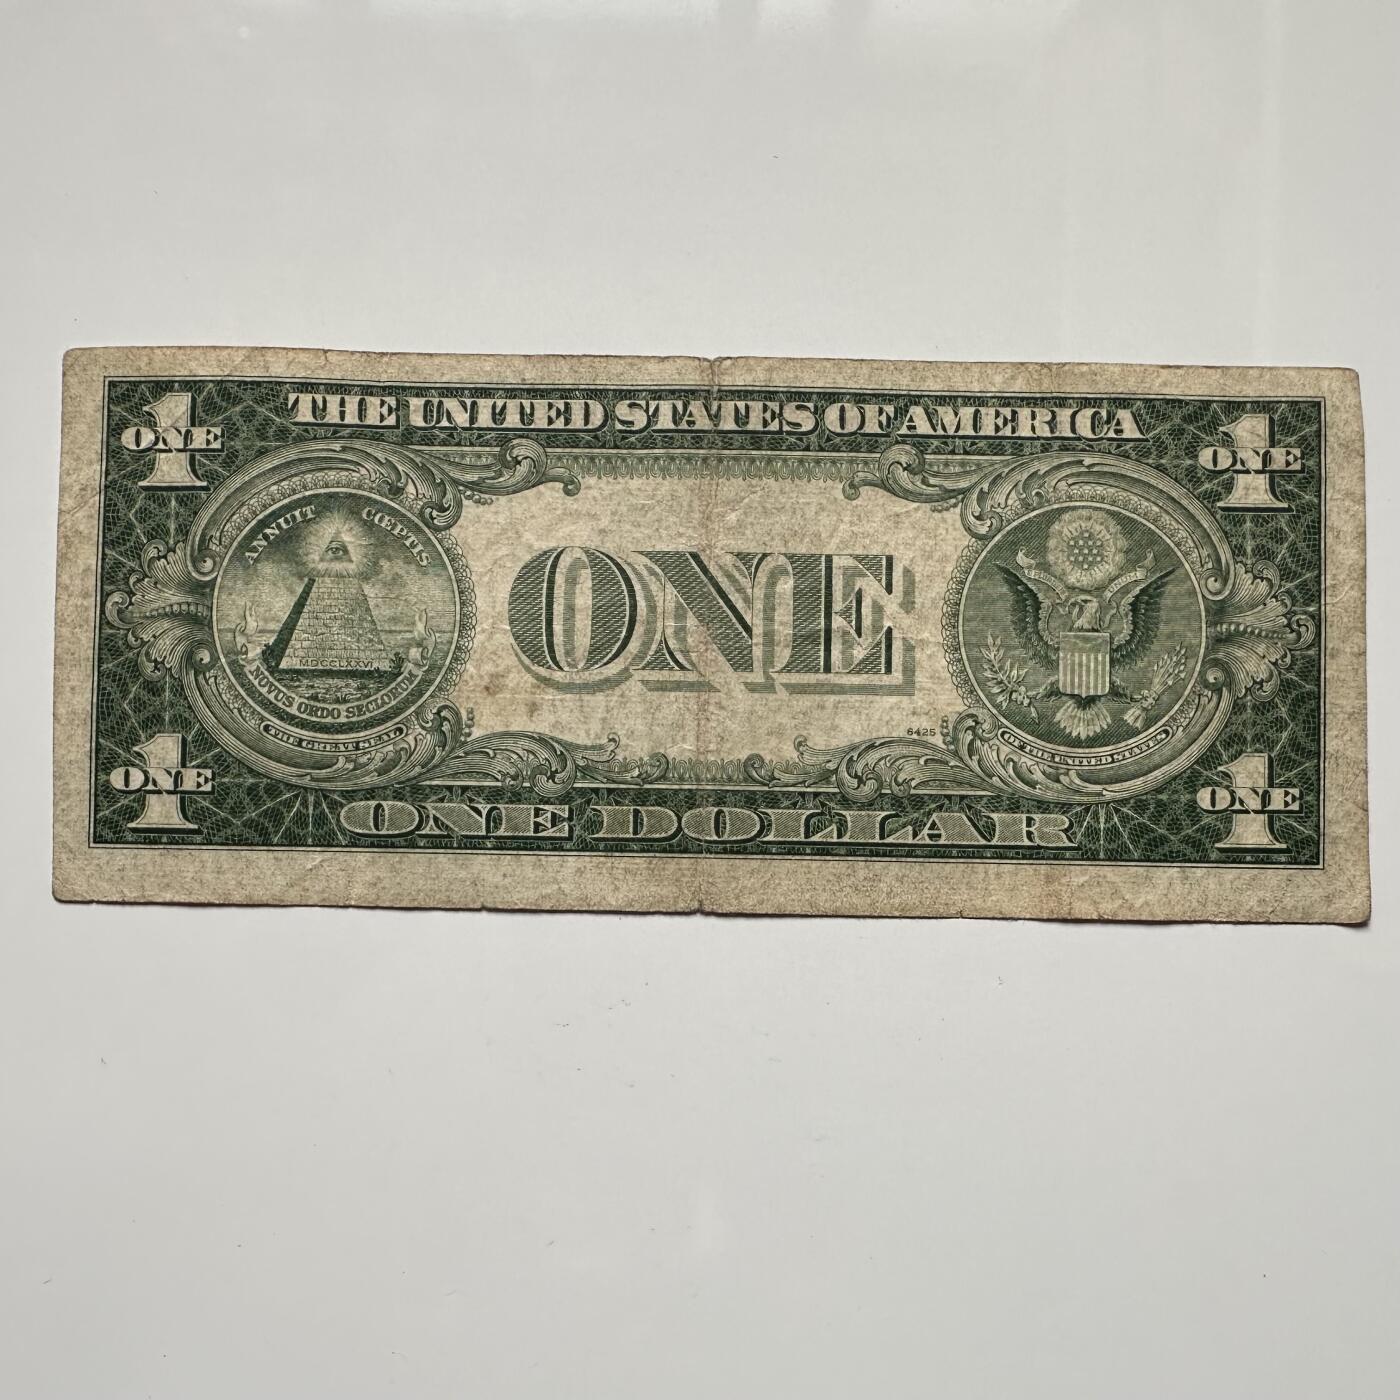 THE UNITED STATES OF AMERICA
1
ONE
1
ONE
ANNUIT CŒPTIS
MDCCLXXVI
NOVUS ORDO SECLORUM
THE GREAT SEAL
ONE
6425
OF THE UNITED STATES
1
ONE
1
ONE
ONE DOLLAR